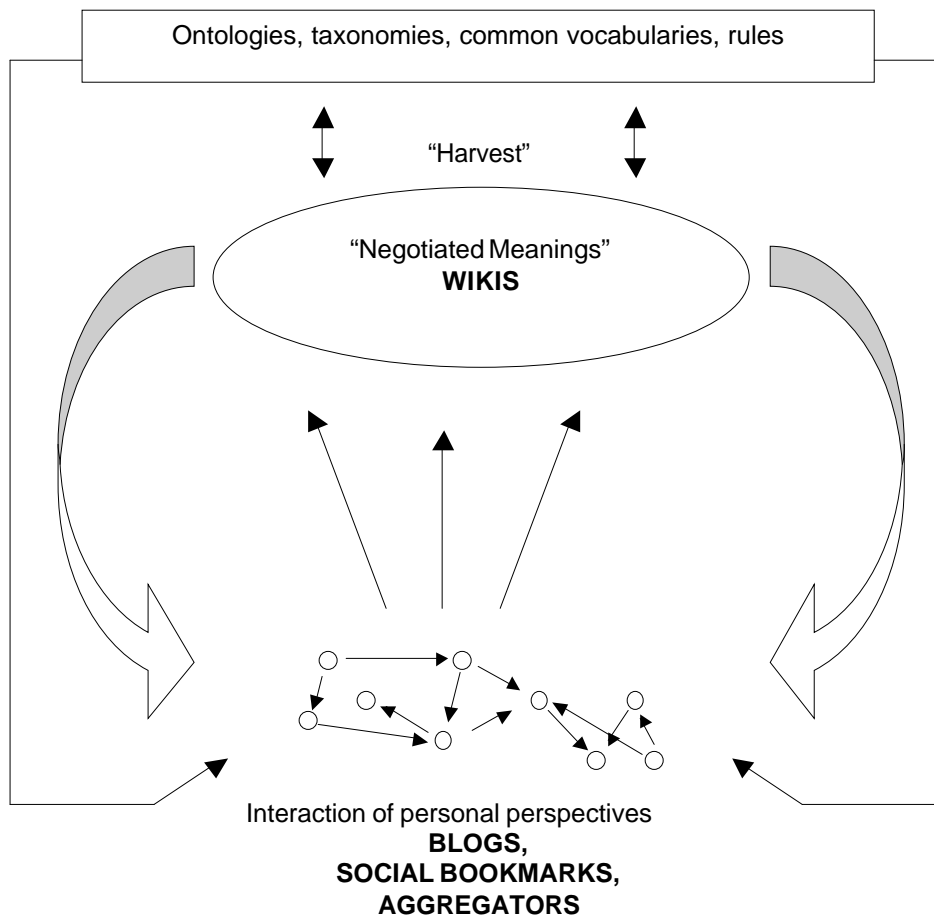 Ontologies, taxonomies, common vocabularies, rules
“Harvest”
“Negotiated Meanings”
WIKIS
Interaction of personal perspectives
BLOGS,
SOCIAL BOOKMARKS,
AGGREGATORS